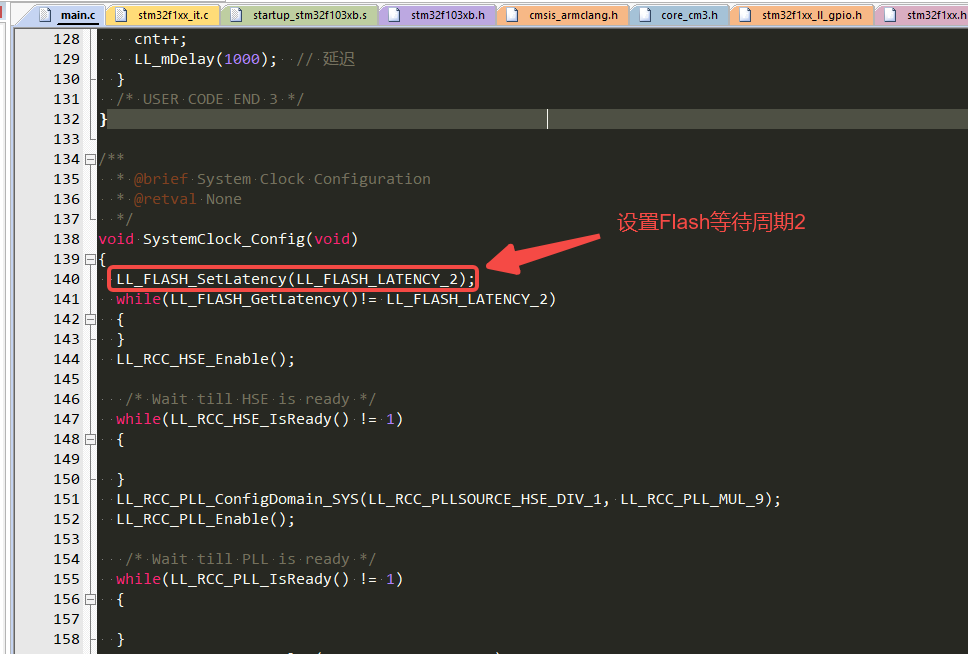 main.c stm32f1xx_it.c startup_stm32f103xb.s stm32f103xb.h cmsis_armclang.h core_cm3.h stm32f1xx_ll_gpio.h stm32f1xx.h
128 cnt++;
129 LL_mDelay(1000); // 延迟
130 }
131 /* USER CODE END 3 */
132 }
133
134 /**
135 * @brief System Clock Configuration
136 * @retval None
137 */
设置Flash等待周期2
138 void SystemClock_Config(void)
139 {
140 LL_FLASH_SetLatency(LL_FLASH_LATENCY_2);
141 while(LL_FLASH_GetLatency()!= LL_FLASH_LATENCY_2)
142 {
143 }
144 LL_RCC_HSE_Enable();
145
146 /* Wait till HSE is ready */
147 while(LL_RCC_HSE_IsReady() != 1)
148 {
149
150 }
151 LL_RCC_PLL_ConfigDomain_SYS(LL_RCC_PLLSOURCE_HSE_DIV_1, LL_RCC_PLL_MUL_9);
152 LL_RCC_PLL_Enable();
153
154 /* Wait till PLL is ready */
155 while(LL_RCC_PLL_IsReady() != 1)
156 {
157
158 }